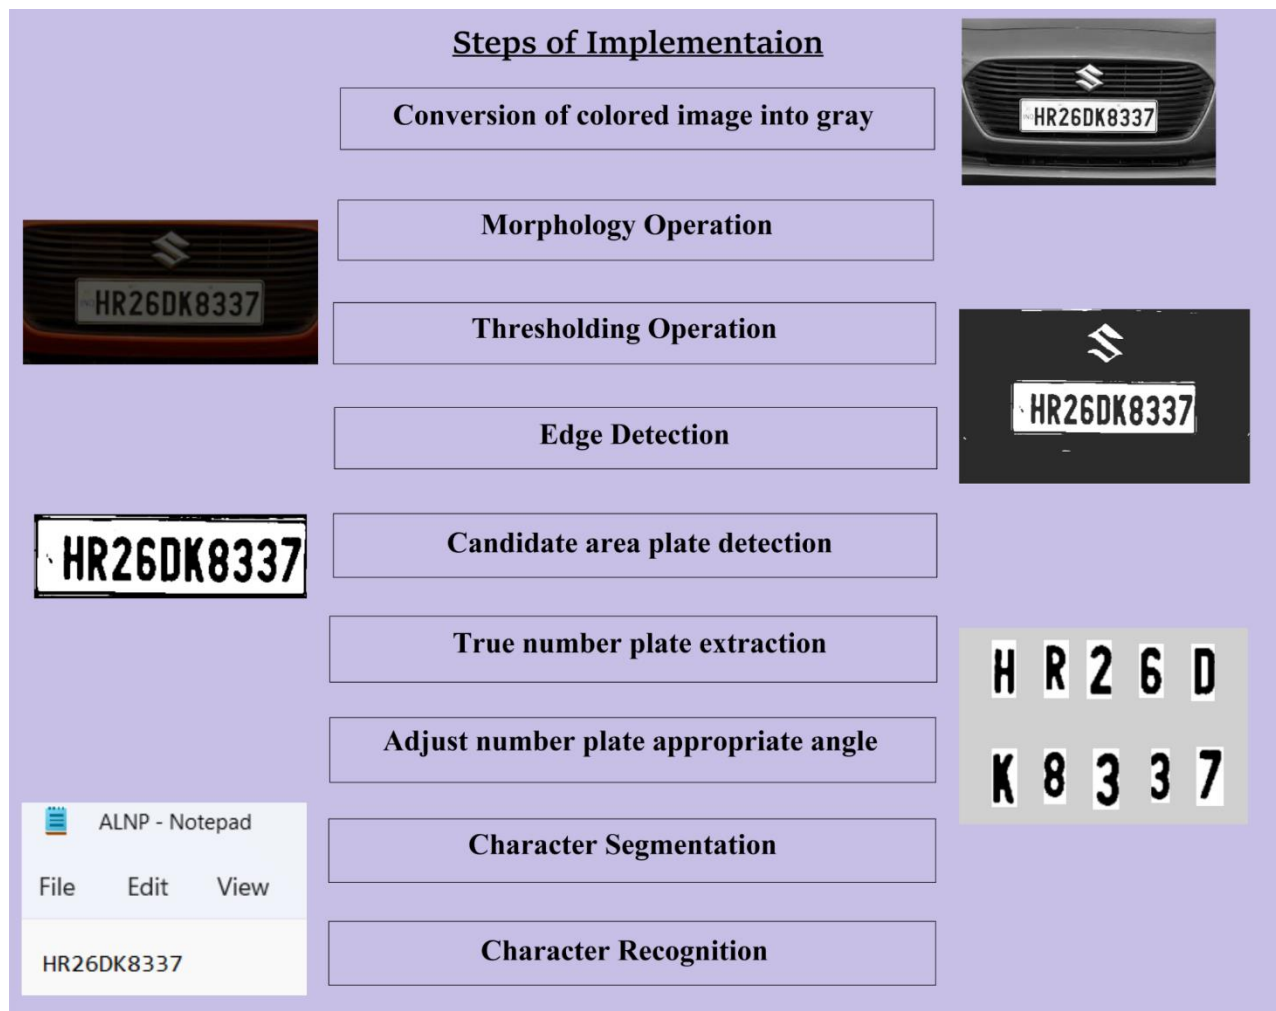 Steps of Implementaion
Conversion of colored image into gray
HR26DK8337
Morphology Operation
HR26DK8337
Thresholding Operation
HR26DK8337
Edge Detection
HR26DK8337
Candidate area plate detection
True number plate extraction
H R 2 6 D
K 8 3 3 7
Adjust number plate appropriate angle
ALNP - Notepad
File Edit View
HR26DK8337
Character Segmentation
Character Recognition